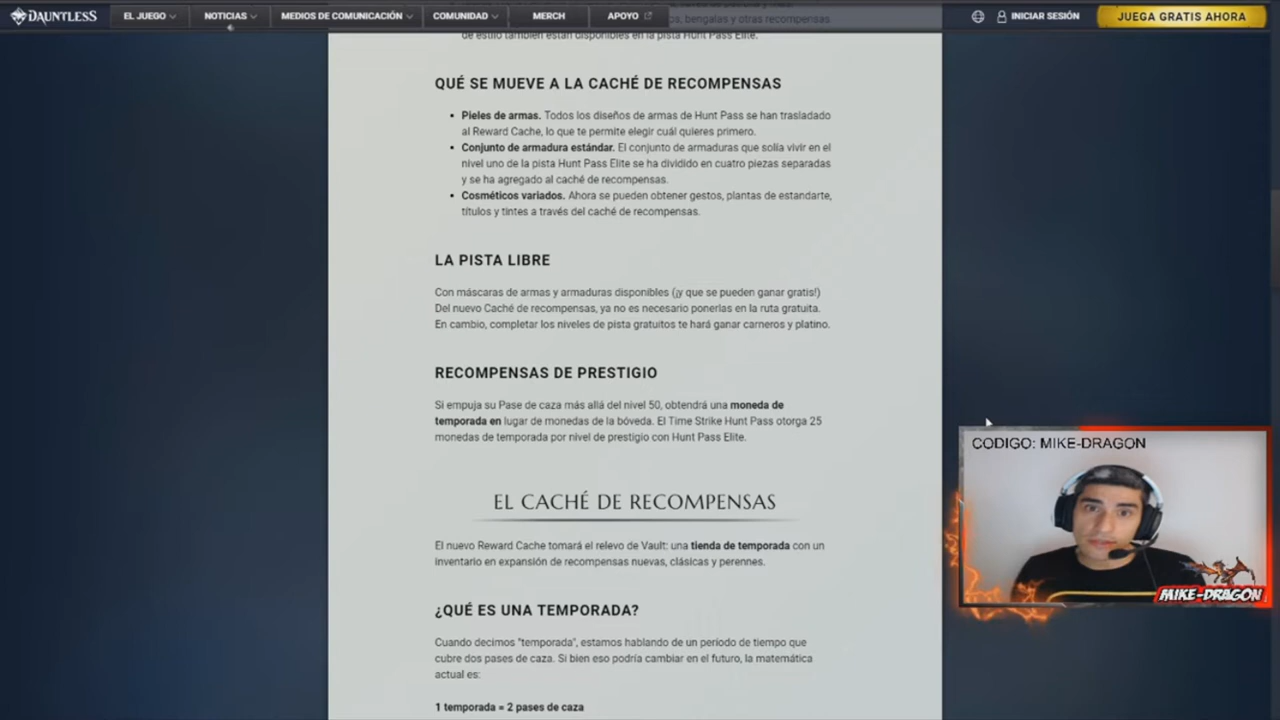 DAUNTLESS
EL JUEGO
NOTICIAS
MEDIOS DE COMUNICACIÓN
COMUNIDAD
MERCH
APOYO
INICIAR SESIÓN
JUEGA GRATIS AHORA
bengalas y otras recompensas
de estilo también están disponibles en la pista Hunt Pass Elite.
QUÉ SE MUEVE A LA CACHÉ DE RECOMPENSAS
• Pieles de armas. Todos los diseños de armas de Hunt Pass se han trasladado
al Reward Cache, lo que te permite elegir cuál quieres primero.
• Conjunto de armadura estándar. El conjunto de armaduras que solía vivir en el
nivel uno de la pista Hunt Pass Elite se ha dividido en cuatro piezas separadas
y se ha agregado al caché de recompensas.
• Cosméticos variados. Ahora se pueden obtener gestos, plantas de estandarte,
títulos y tintes a través del caché de recompensas.
LA PISTA LIBRE
Con máscaras de armas y armaduras disponibles (¡y que se pueden ganar gratis!)
Del nuevo Caché de recompensas, ya no es necesario ponerlas en la ruta gratuita.
En cambio, completar los niveles de pista gratuitos te hará ganar carneros y platino.
RECOMPENSAS DE PRESTIGIO
Si empuja su Pase de caza más allá del nivel 50, obtendrá una moneda de
temporada en lugar de monedas de la bóveda. El Time Strike Hunt Pass otorga 25
monedas de temporada por nivel de prestigio con Hunt Pass Elite.
EL CACHÉ DE RECOMPENSAS
El nuevo Reward Cache tomará el relevo de Vault: una tienda de temporada con un
inventario en expansión de recompensas nuevas, clásicas y perennes.
¿QUÉ ES UNA TEMPORADA?
Cuando decimos "temporada", estamos hablando de un período de tiempo que
cubre dos pases de caza. Si bien eso podría cambiar en el futuro, la matemática
actual es:
1 temporada = 2 pases de caza
CODIGO: MIKE-DRAGON
MIKE-DRAGON